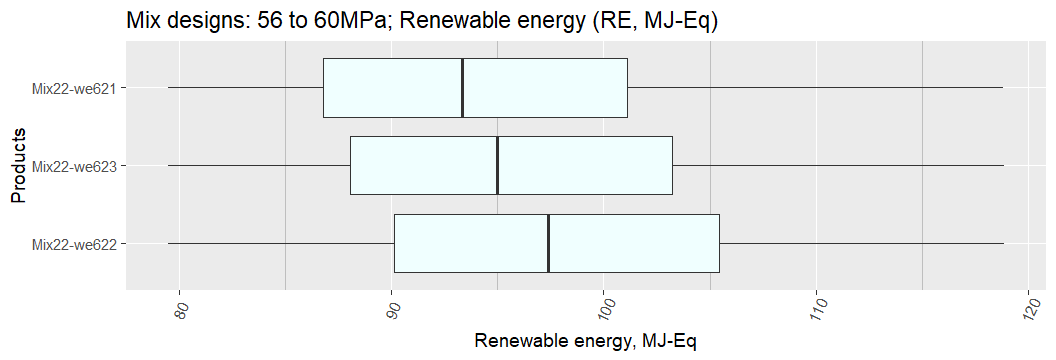 Mix designs: 56 to 60MPa; Renewable energy (RE, MJ-Eq)
Products
Mix22-we621
Mix22-we623
Mix22-we622
80
90
100
110
120
Renewable energy, MJ-Eq